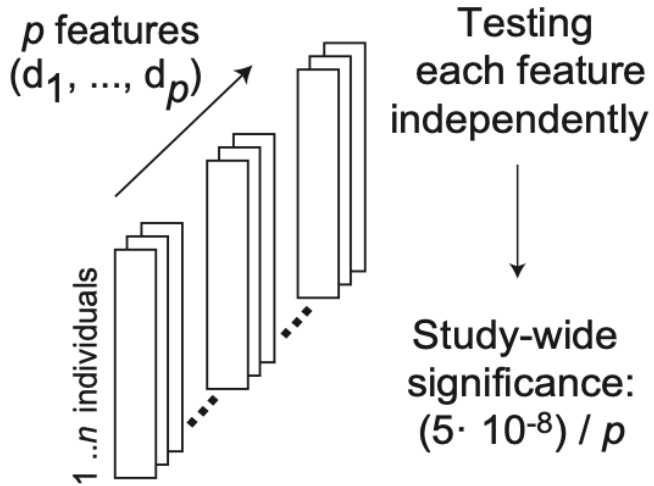 p features
(d₁, ..., dₚ)
1 ..n individuals
Testing
each feature
independently
Study-wide
significance:
(5· 10⁻⁸) / p